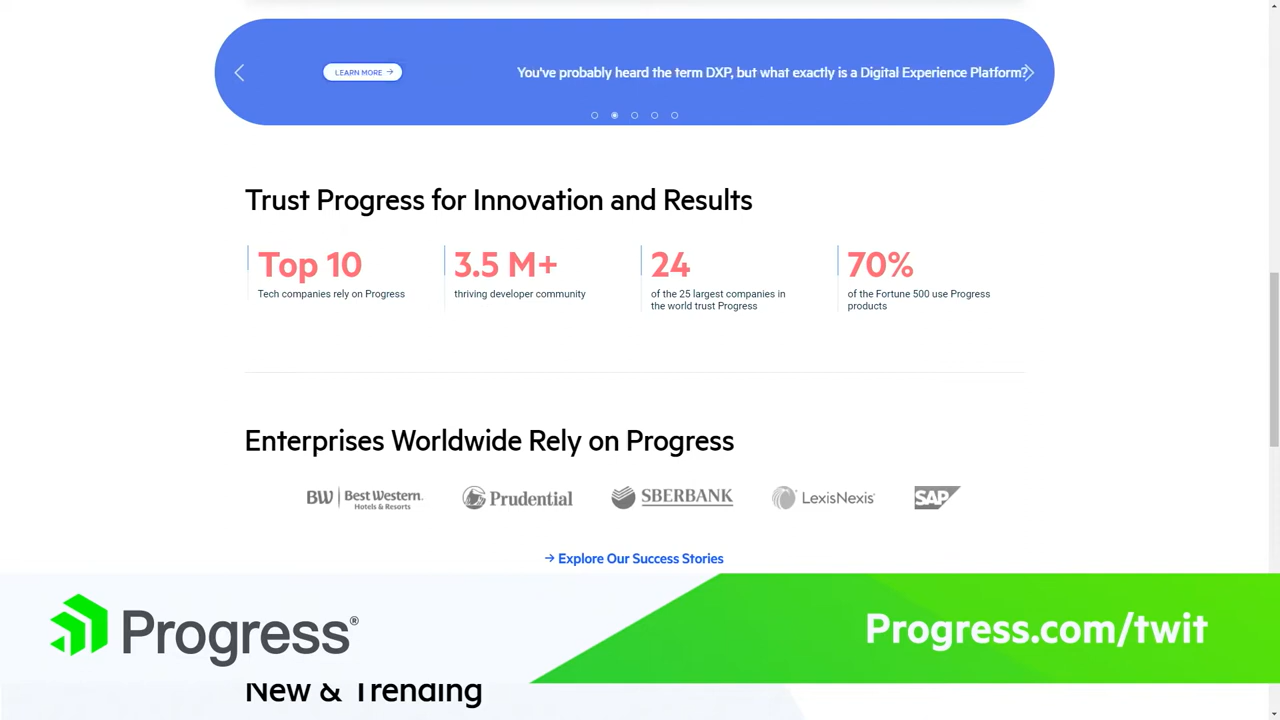 LEARN MORE →
You've probably heard the term DXP, but what exactly is a Digital Experience Platform?
Trust Progress for Innovation and Results
Top 10
Tech companies rely on Progress
3.5 M+
thriving developer community
24
of the 25 largest companies in
the world trust Progress
70%
of the Fortune 500 use Progress
products
Enterprises Worldwide Rely on Progress
BW Best Western.
Hotels & Resorts
Prudential
SBERBANK
LexisNexis
SAP
→ Explore Our Success Stories
Progress®
Progress.com/twit
New & Trending